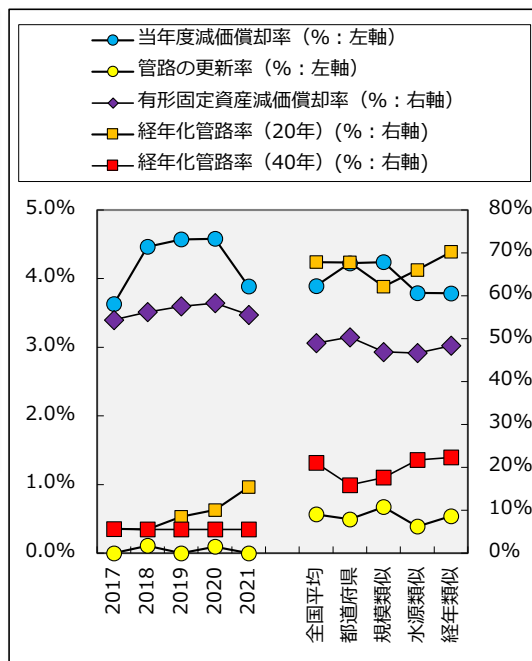 当年度減価償却率（%：左軸）
管路の更新率（%：左軸）
有形固定資産減価償却率（%：右軸）
経年化管路率（20年）(%：右軸)
経年化管路率（40年）(%：右軸)
5.0%
4.0%
3.0%
2.0%
1.0%
0.0%
80%
70%
60%
50%
40%
30%
20%
10%
0%
2017
2018
2019
2020
2021
全国平均
都道府県
規模類似
水源類似
経年類似